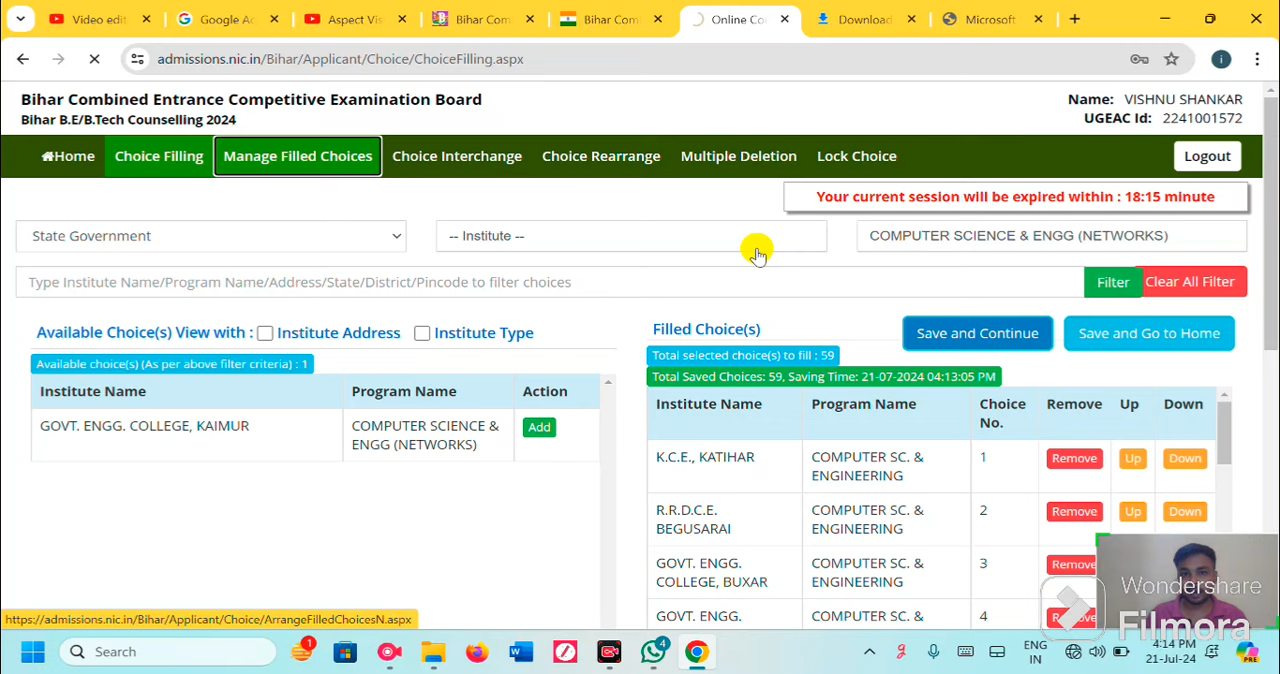 Video edit
Google A
Aspect Vi
Bihar Com
Bihar Com
Online Co
Download
Microsoft
admissions.nic.in/Bihar/Applicant/Choice/ChoiceFilling.aspx
Bihar Combined Entrance Competitive Examination Board
Bihar B.E/B.Tech Counselling 2024
Name: VISHNU SHANKAR
UGEAC Id: 2241001572
Home
Choice Filling
Manage Filled Choices
Choice Interchange
Choice Rearrange
Multiple Deletion
Lock Choice
Logout
Your current session will be expired within : 18:15 minute
State Government
-- Institute --
COMPUTER SCIENCE & ENGG (NETWORKS)
Type Institute Name/Program Name/Address/State/District/Pincode to filter choices
Filter
Clear All Filter
Available Choice(s) View with : Institute Address Institute Type
Available choice(s) (As per above filter criteria) : 1
Institute Name Program Name Action
GOVT. ENGG. COLLEGE, KAIMUR COMPUTER SCIENCE & Add
ENGG (NETWORKS)
Filled Choice(s)
Save and Continue
Save and Go to Home
Total selected choice(s) to fill : 59
Total Saved Choices: 59, Saving Time: 21-07-2024 04:13:05 PM
Institute Name Program Name Choice Remove Up Down
No.
K.C.E., KATIHAR COMPUTER SC. & 1 Remove Up Down
ENGINEERING
R.R.D.C.E. COMPUTER SC. & 2 Remove Up Down
BEGUSARAI ENGINEERING
GOVT. ENGG. COMPUTER SC. & 3 Remove
COLLEGE, BUXAR ENGINEERING
GOVT. ENGG. COMPUTER SC. & 4
Wondershare
Filmora
https://admissions.nic.in/Bihar/Applicant/Choice/ArrangeFilledChoicesN.aspx
Search
1
4
ENG
IN
4:14 PM
21-Jul-24
PRE